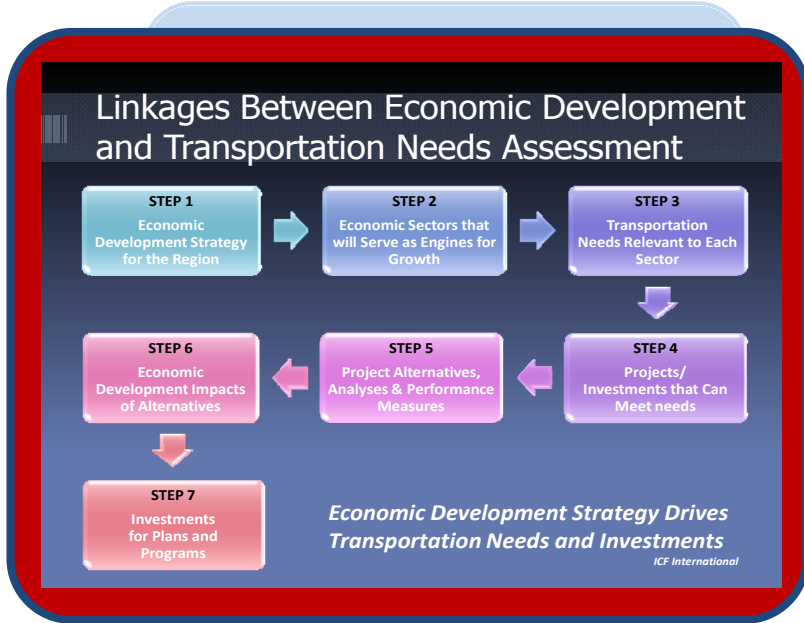 Linkages Between Economic Development
and Transportation Needs Assessment
STEP 1
Economic
Development Strategy
for the Region
STEP 2
Economic Sectors that
will Serve as Engines for
Growth
STEP 3
Transportation
Needs Relevant to Each
Sector
STEP 4
Projects/
Investments that Can
Meet needs
STEP 5
Project Alternatives,
Analyses & Performance
Measures
STEP 6
Economic
Development Impacts
of Alternatives
STEP 7
Investments
for Plans and
Programs
Economic Development Strategy Drives
Transportation Needs and Investments
ICF International